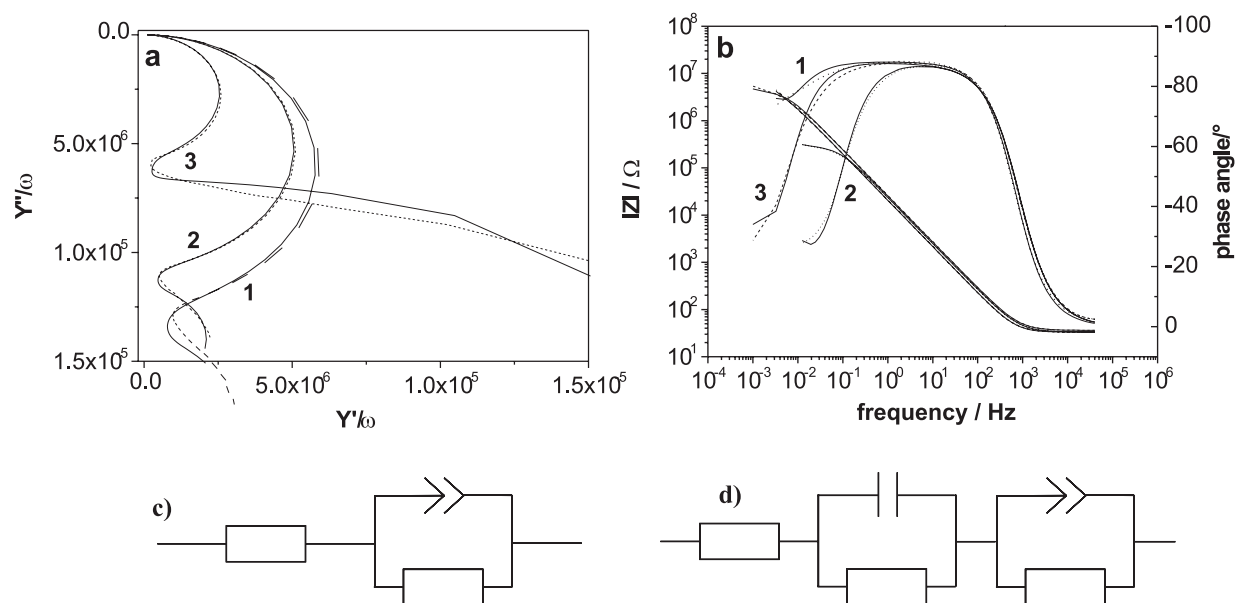 a
0.0
5.0x10⁶
1.0x10⁵
1.5x10⁵
Y''/ω
3
2
1
0.0
5.0x10⁶
1.0x10⁵
1.5x10⁵
Y'/ω
b
10⁸
10⁷
10⁶
10⁵
10⁴
10³
10²
10¹
|Z| / Ω
1
3
2
-100
-80
-60
-40
-20
0
phase angle/°
10⁻⁴ 10⁻³ 10⁻² 10⁻¹ 10⁰ 10¹ 10² 10³ 10⁴ 10⁵ 10⁶
frequency / Hz
c)
d)